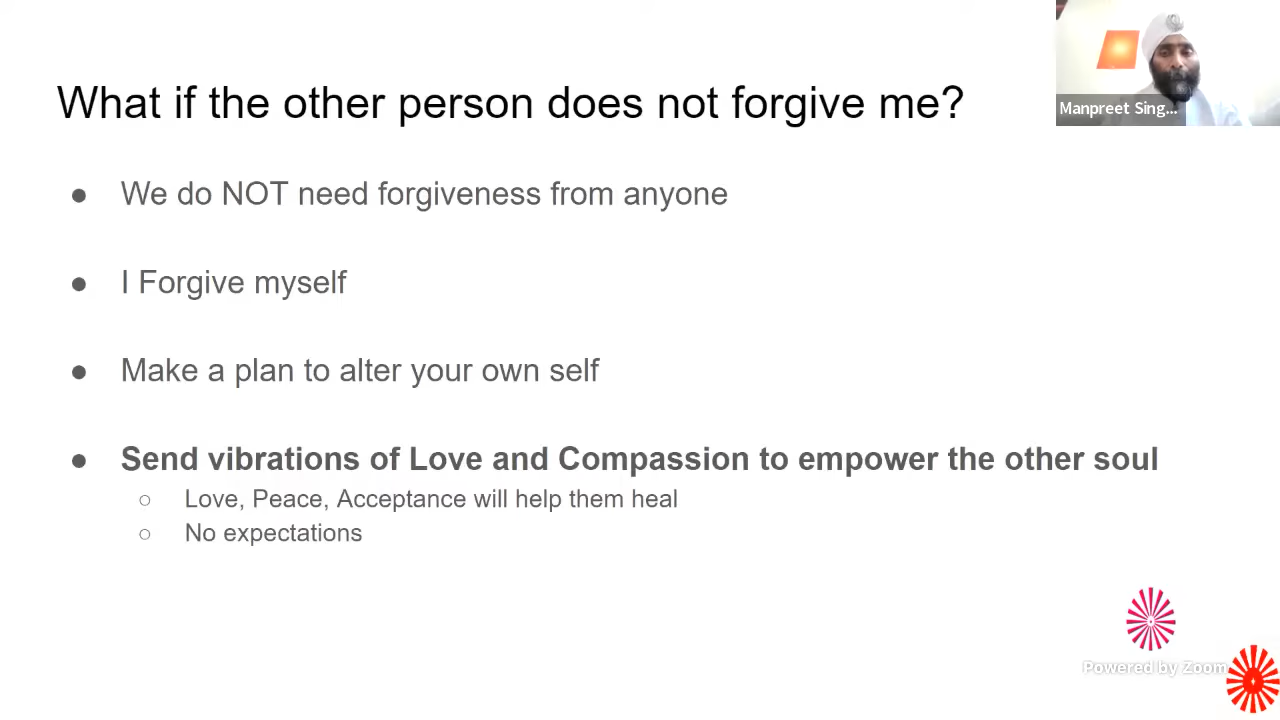 What if the other person does not forgive me?
Manpreet Sing...
● We do NOT need forgiveness from anyone
● I Forgive myself
● Make a plan to alter your own self
● Send vibrations of Love and Compassion to empower the other soul
○ Love, Peace, Acceptance will help them heal
○ No expectations
Powered by Zoom